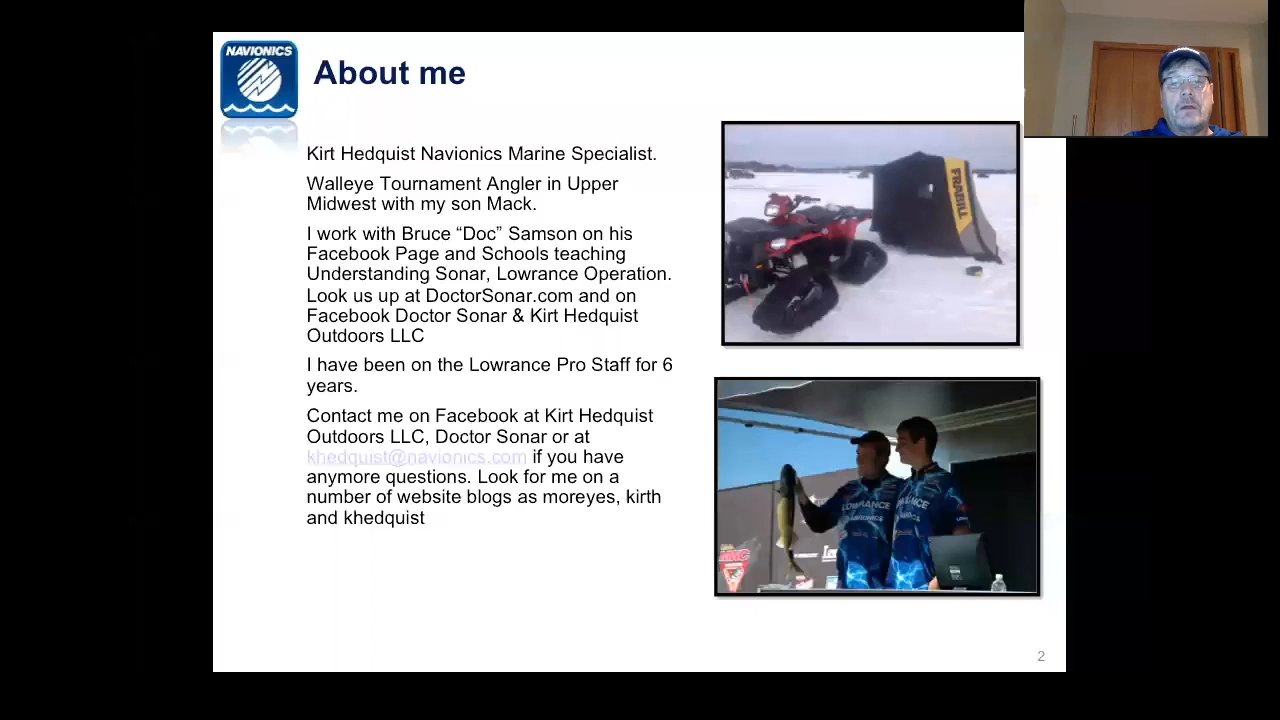 NAVIONICS
About me
Kirt Hedquist Navionics Marine Specialist.
Walleye Tournament Angler in Upper
Midwest with my son Mack.
I work with Bruce “Doc” Samson on his
Facebook Page and Schools teaching
Understanding Sonar, Lowrance Operation.
Look us up at DoctorSonar.com and on
Facebook Doctor Sonar & Kirt Hedquist
Outdoors LLC
I have been on the Lowrance Pro Staff for 6
years.
Contact me on Facebook at Kirt Hedquist
Outdoors LLC, Doctor Sonar or at
khedquist@navionics.com if you have
anymore questions. Look for me on a
number of website blogs as moreyes, kirth
and khedquist
FRABILL
LOWRANCE
2